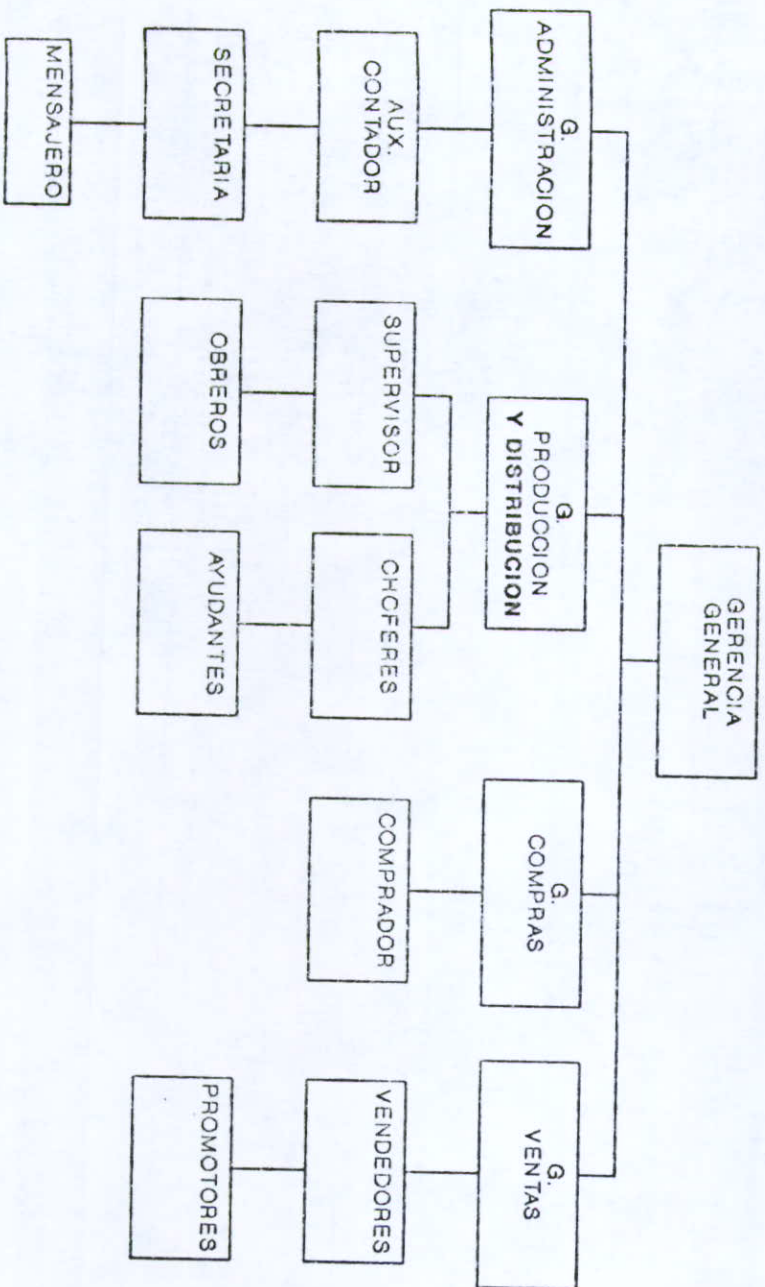 GERENCIA
GENERAL
G.
ADMINISTRACION
G.
PRODUCCION
Y DISTRIBUCION
G.
COMPRAS
G.
VENTAS
AUX.
CONTADOR
SUPERVISOR
CHOFERES
COMPRADOR
VENDEDORES
SECRETARIA
OBREROS
AYUDANTES
PROMOTORES
MENSAJERO